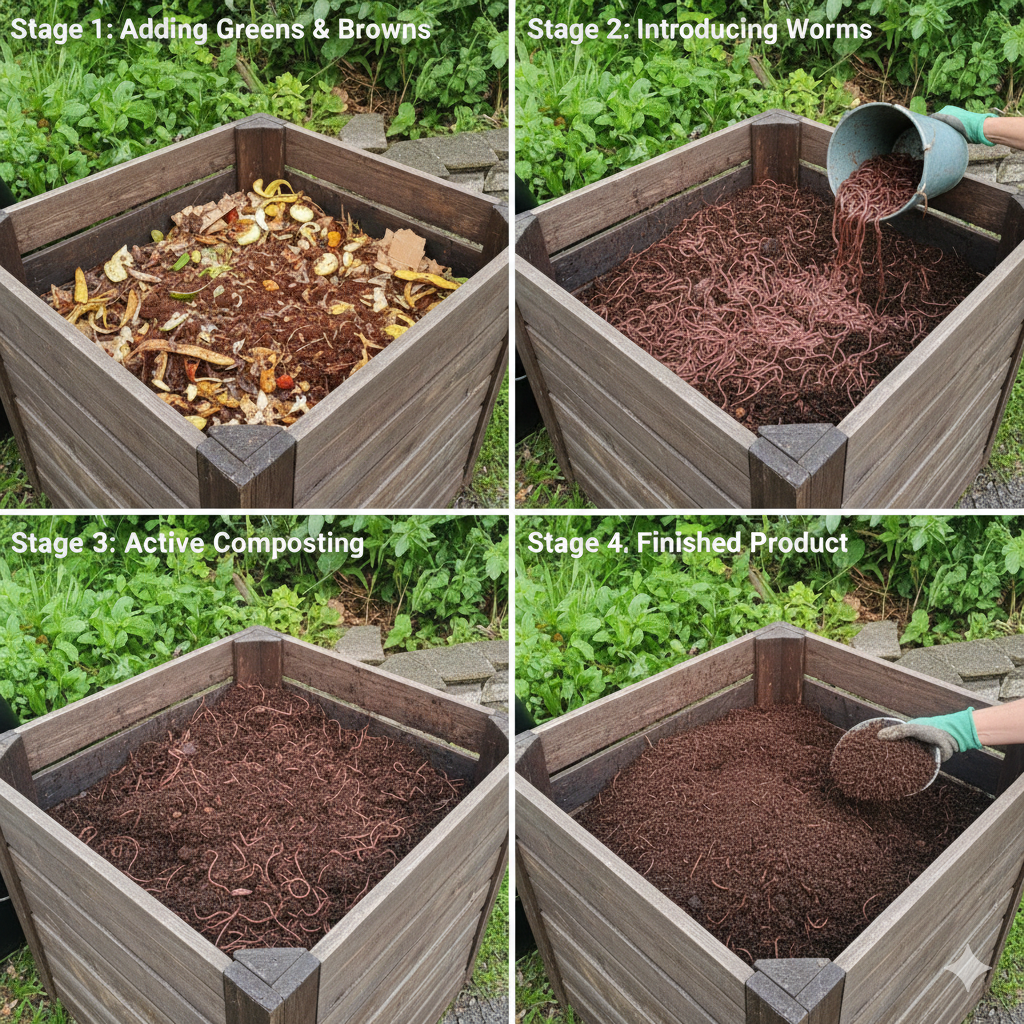 Stage 1: Adding Greens & Browns
Stage 2: Introducing Worms
Stage 3: Active Composting
Stage 4. Finished Product